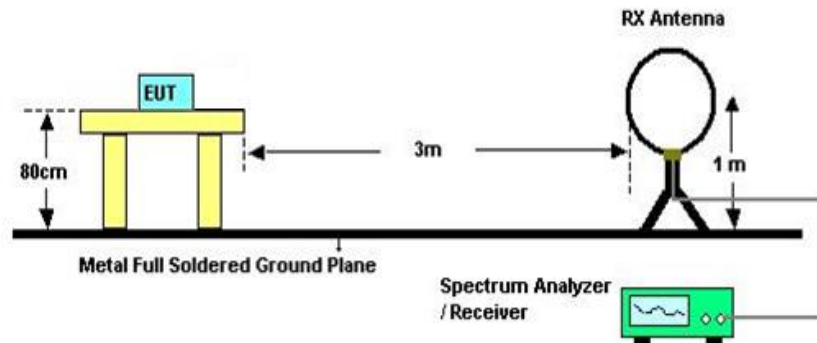 RX Antenna
EUT
3m
80cm
1 m
Metal Full Soldered Ground Plane
Spectrum Analyzer
/ Receiver